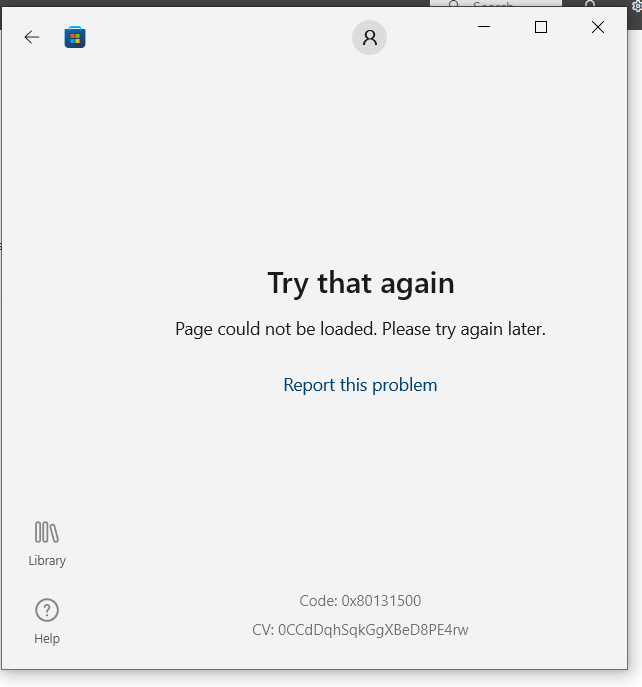 Try that again
Page could not be loaded. Please try again later.
Report this problem
Library
Help
Code: 0x80131500
CV: 0CCdDqhSqkGgXBeD8PE4rw